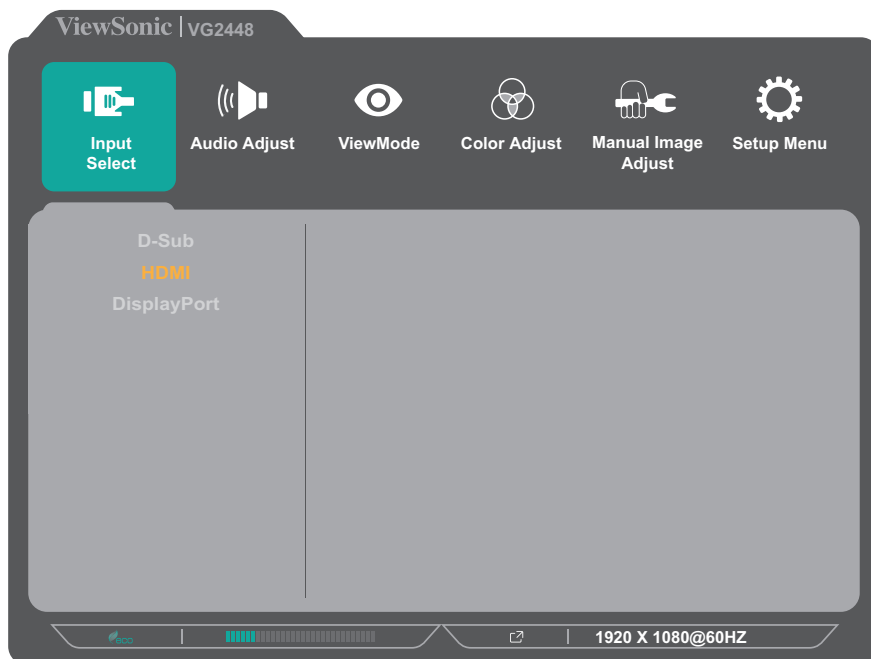 ViewSonic | VG2448
Input
Select
Audio Adjust
ViewMode
Color Adjust
Manual Image
Adjust
Setup Menu
D-Sub
HDMI
DisplayPort
eco
1920 X 1080@60HZ